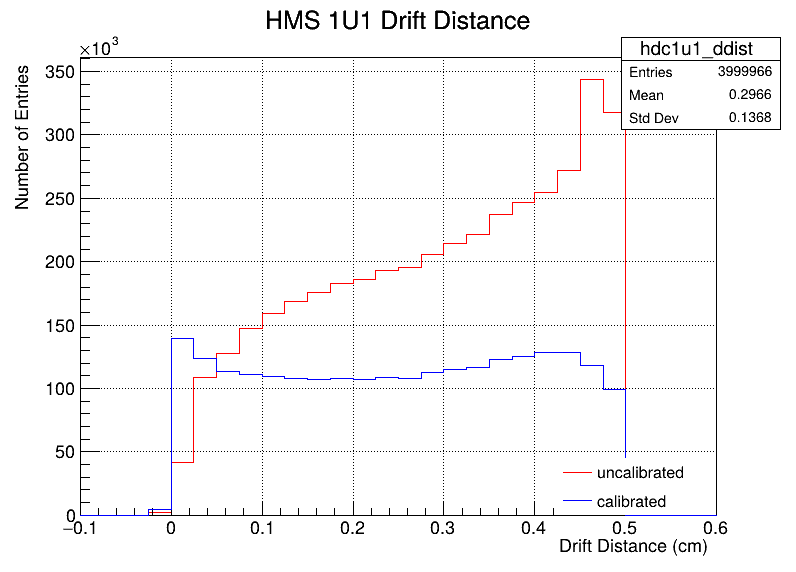 HMS 1U1 Drift Distance
×10³
hdc1u1_ddist
Entries 3999966
Mean 0.2966
Std Dev 0.1368
Number of Entries
350
300
250
200
150
100
50
0
uncalibrated
calibrated
−0.1 0 0.1 0.2 0.3 0.4 0.5 0.6
Drift Distance (cm)